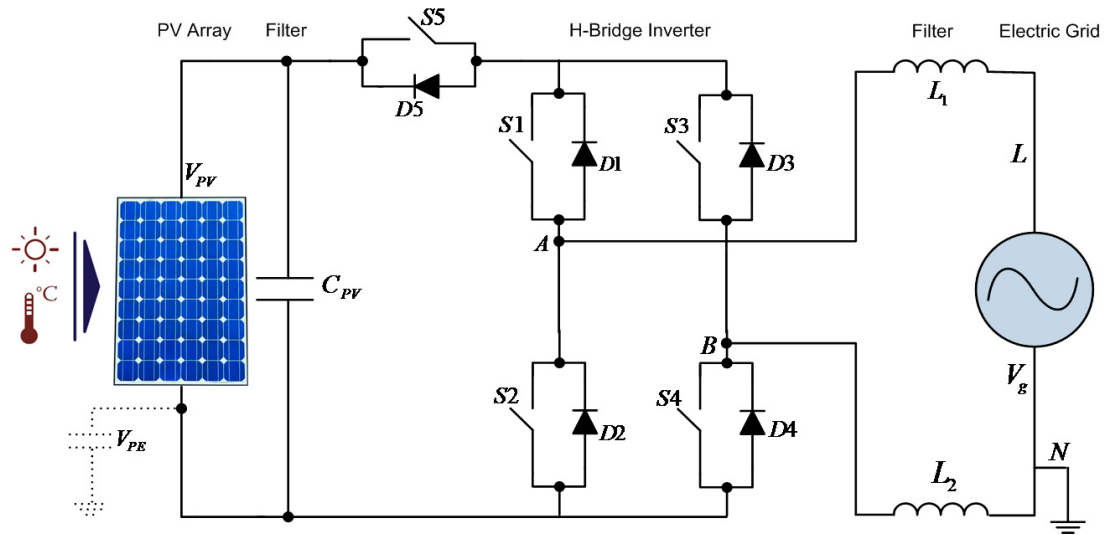 PV Array
Filter
S5
H-Bridge Inverter
Filter
Electric Grid
D5
L1
S1
D1
S3
D3
L
VPV
A
°C
CPV
B
Vg
S2
D2
S4
D4
VPE
N
L2